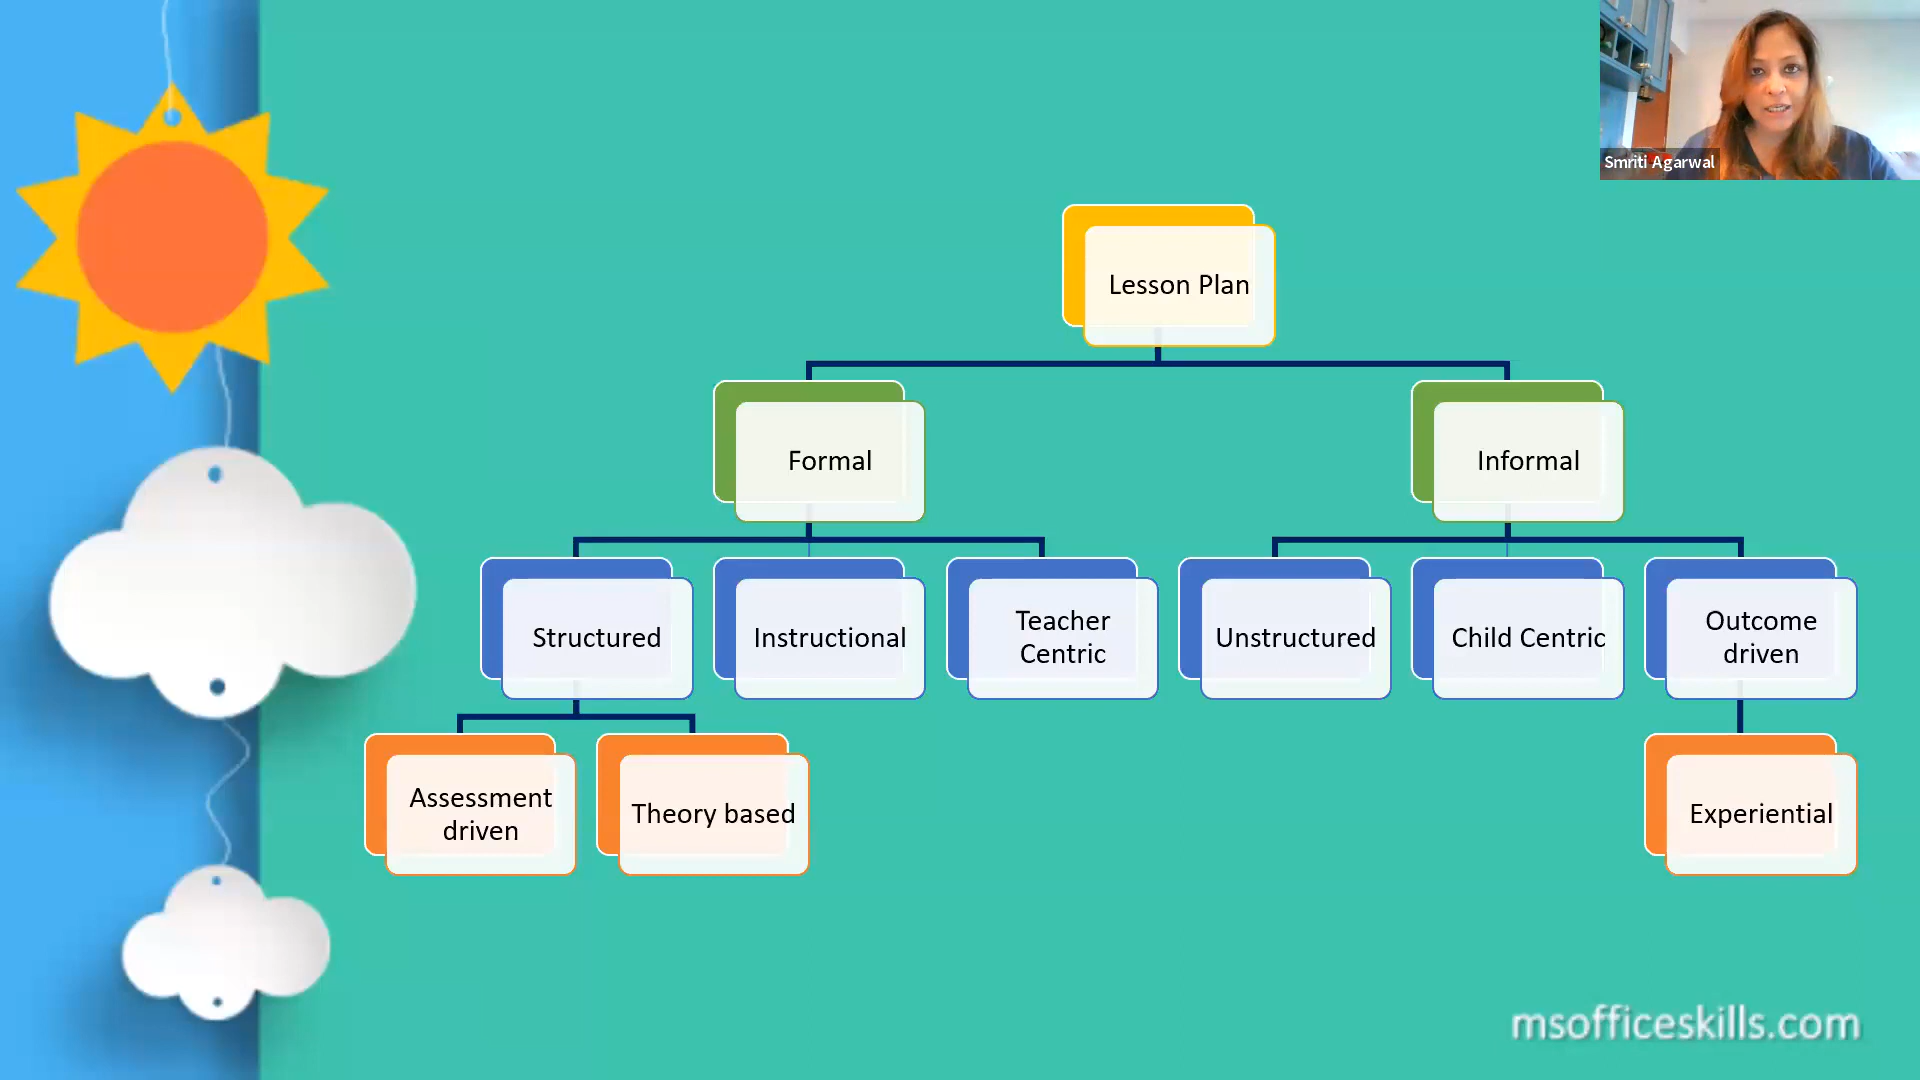 Smriti Agarwal
Lesson Plan
Formal
Informal
Structured
Instructional
Teacher
Centric
Unstructured
Child Centric
Outcome
driven
Assessment
driven
Theory based
Experiential
msofficeskills.com